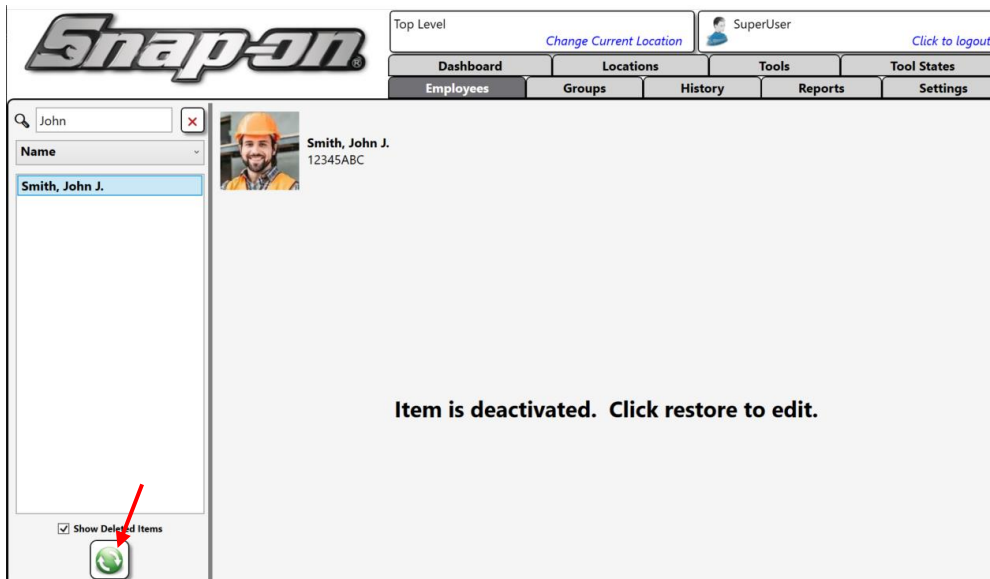 Snap-on®
Top Level
Change Current Location
SuperUser
Click to logout
Dashboard
Locations
Tools
Tool States
Employees
Groups
History
Reports
Settings
John
Name
Smith, John J.
Show Deleted Items
Smith, John J.
12345ABC
Item is deactivated.  Click restore to edit.